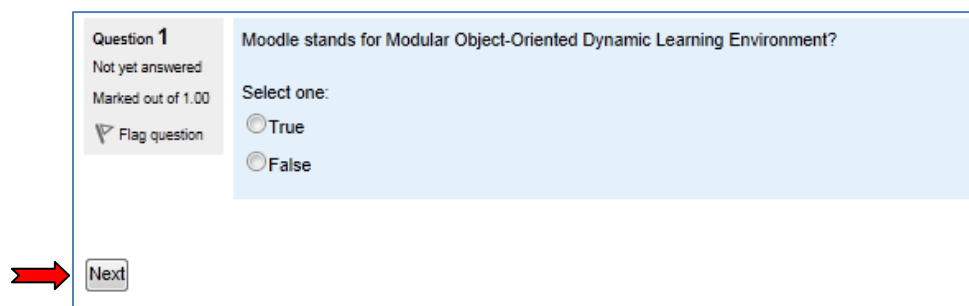 Question 1
Not yet answered
Marked out of 1.00
Flag question
Moodle stands for Modular Object-Oriented Dynamic Learning Environment?
Select one:
True
False
Next